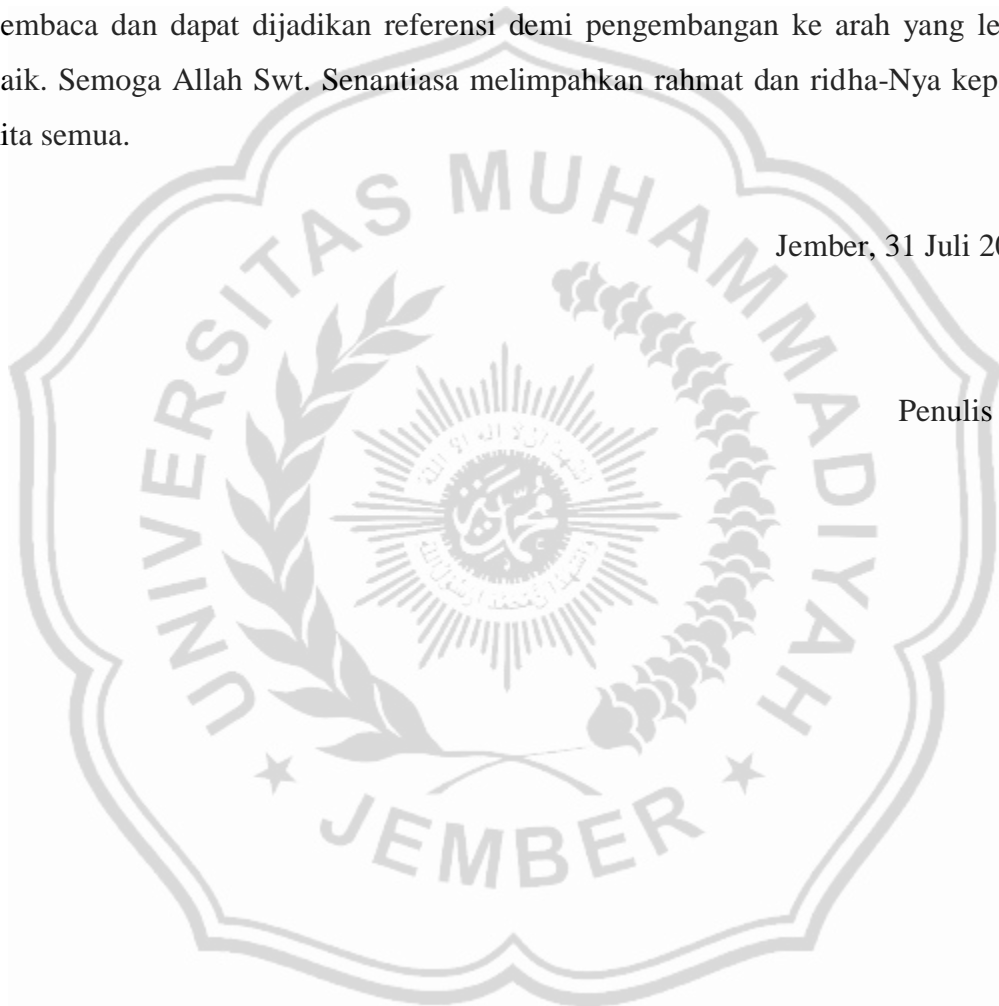 embaca dan dapat dijadikan referensi demi pengembangan ke arah yang le
aik. Semoga Allah Swt. Senantiasa melimpahkan rahmat dan ridha-Nya kep
ita semua.
Jember, 31 Juli 20
Penulis
UNIVERSITAS MUHAMMADIYAH
JEMBER